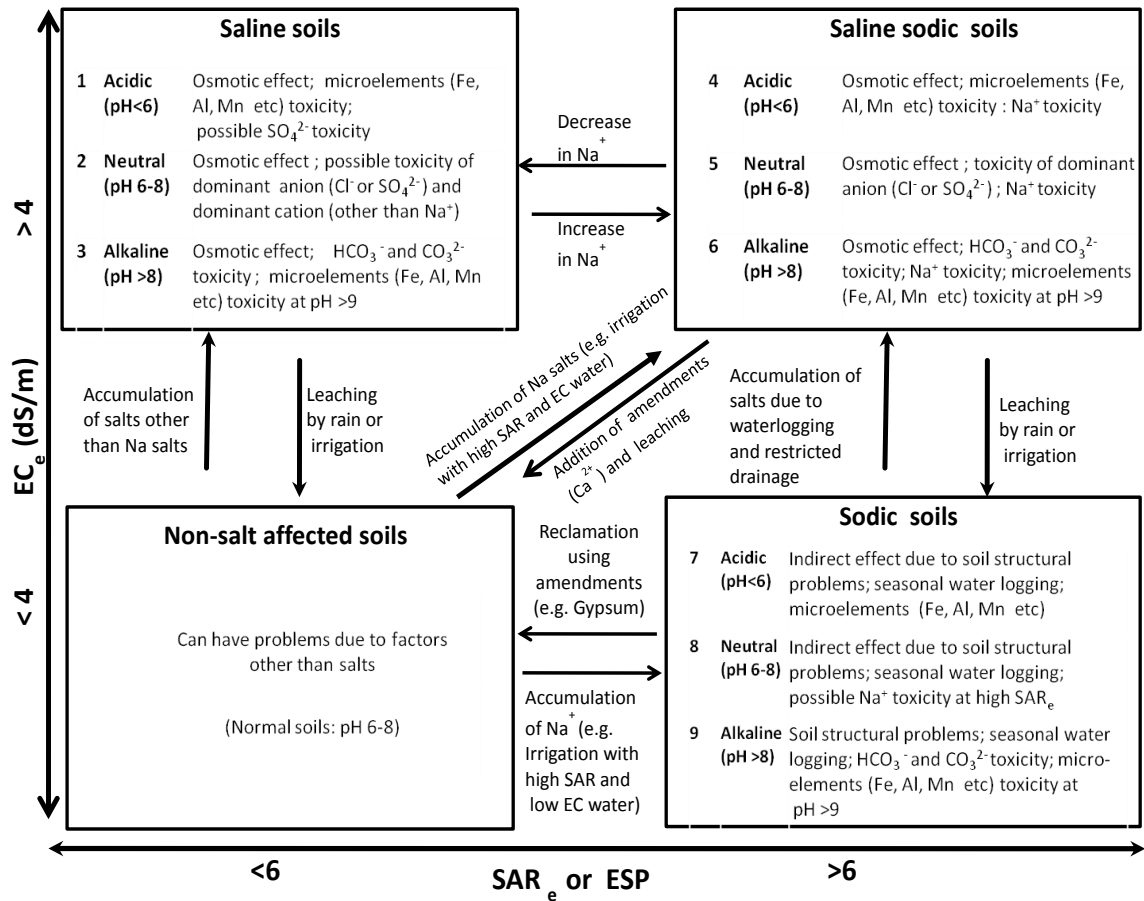 Saline soils
1 Acidic Osmotic effect; microelements (Fe,
(pH<6) Al, Mn etc) toxicity;
possible SO₄²⁻ toxicity
2 Neutral Osmotic effect ; possible toxicity of
(pH 6-8) dominant anion (Cl⁻ or SO₄²⁻) and
dominant cation (other than Na⁺)
3 Alkaline Osmotic effect; HCO₃⁻ and CO₃²⁻
(pH >8) toxicity ; microelements (Fe, Al, Mn
etc) toxicity at pH >9
Decrease
in Na⁺
Increase
in Na⁺
Saline sodic soils
4 Acidic Osmotic effect; microelements (Fe,
(pH<6) Al, Mn etc) toxicity : Na⁺ toxicity
5 Neutral Osmotic effect ; toxicity of dominant
(pH 6-8) anion (Cl⁻ or SO₄²⁻) ; Na⁺ toxicity
6 Alkaline Osmotic effect; HCO₃⁻ and CO₃²⁻
(pH >8) toxicity; Na⁺ toxicity; microelements
(Fe, Al, Mn etc) toxicity at pH >9
> 4
ECₑ (dS/m)
< 4
Accumulation
of salts other
than Na salts
Leaching
by rain or
irrigation
Accumulation of Na salts (e.g. irrigation
with high SAR and EC water)
Addition of amendments
(Ca²⁺) and leaching
Accumulation of
salts due to
waterlogging
and restricted
drainage
Leaching
by rain or
irrigation
Non-salt affected soils
Can have problems due to factors
other than salts
(Normal soils: pH 6-8)
Reclamation
using
amendments
(e.g. Gypsum)
Accumulation
of Na⁺ (e.g.
Irrigation with
high SAR and
low EC water)
Sodic soils
7 Acidic Indirect effect due to soil structural
(pH<6) problems; seasonal water logging;
microelements (Fe, Al, Mn etc)
8 Neutral Indirect effect due to soil structural
(pH 6-8) problems; seasonal water logging;
possible Na⁺ toxicity at high SARₑ
9 Alkaline Soil structural problems; seasonal water
(pH >8) logging; HCO₃⁻ and CO₃²⁻ toxicity; micro-
elements (Fe, Al, Mn etc) toxicity at
pH >9
<6
SARₑ or ESP
>6